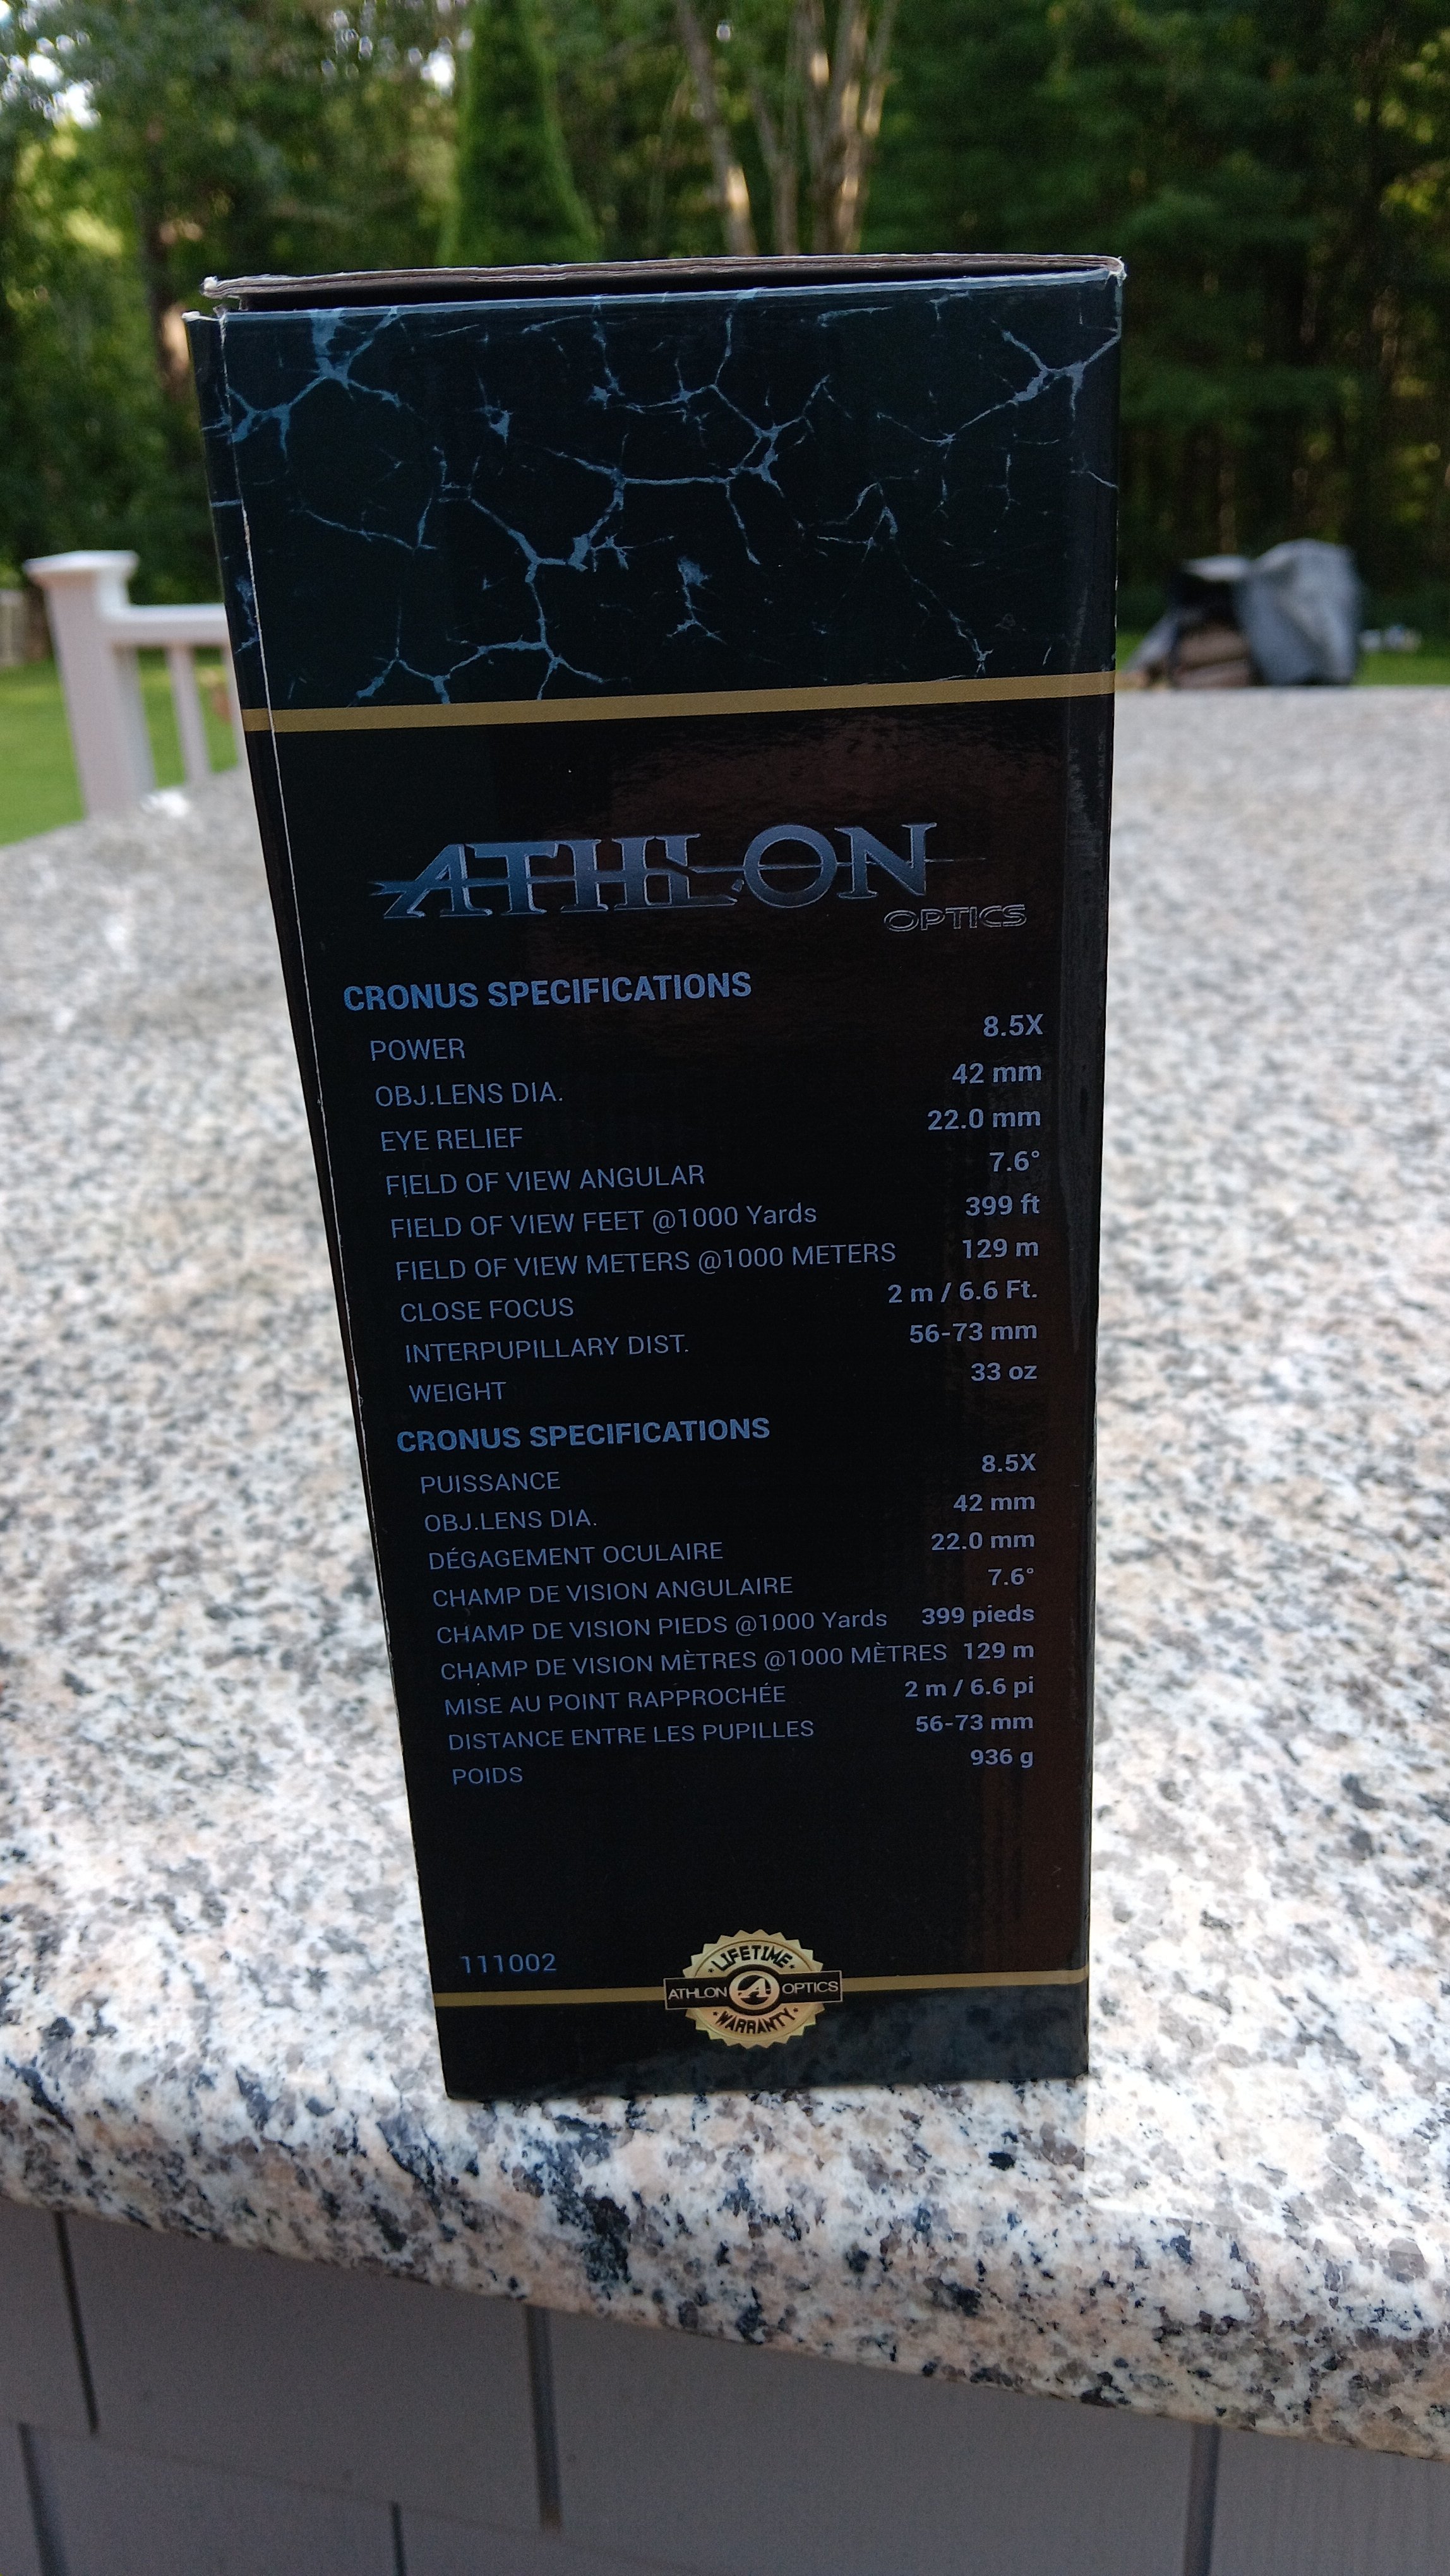 ATHLON
OPTICS
CRONUS SPECIFICATIONS
POWER 8.5X
OBJ.LENS DIA. 42 mm
EYE RELIEF 22.0 mm
FIELD OF VIEW ANGULAR 7.6°
FIELD OF VIEW FEET @1000 Yards 399 ft
FIELD OF VIEW METERS @1000 METERS 129 m
CLOSE FOCUS 2 m / 6.6 Ft.
INTERPUPILLARY DIST. 56-73 mm
WEIGHT 33 oz
CRONUS SPECIFICATIONS
PUISSANCE 8.5X
OBJ.LENS DIA. 42 mm
DÉGAGEMENT OCULAIRE 22.0 mm
CHAMP DE VISION ANGULAIRE 7.6°
CHAMP DE VISION PIEDS @1000 Yards 399 pieds
CHAMP DE VISION MÈTRES @1000 MÈTRES 129 m
MISE AU POINT RAPPROCHÉE 2 m / 6.6 pi
DISTANCE ENTRE LES PUPILLES 56-73 mm
POIDS 936 g
111002
LIFETIME
ATHLON A OPTICS
WARRANTY